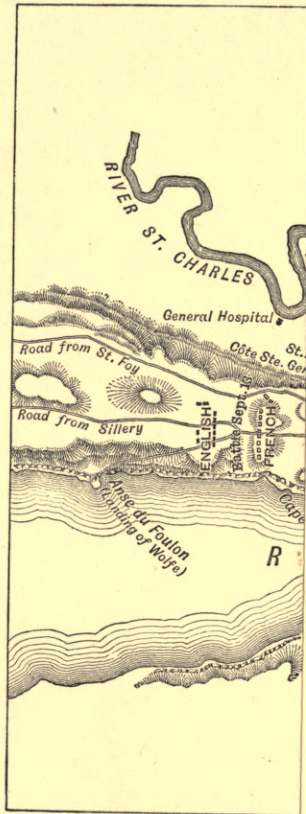 RIVER ST. CHARLES
General Hospital
St.
Côte Ste. Gen
Road from St. Foy
Road from Sillery
ENGLISH
Battle Sept. 13
FRENCH
Cape
Anse du Foulon
(Landing of Wolfe)
R